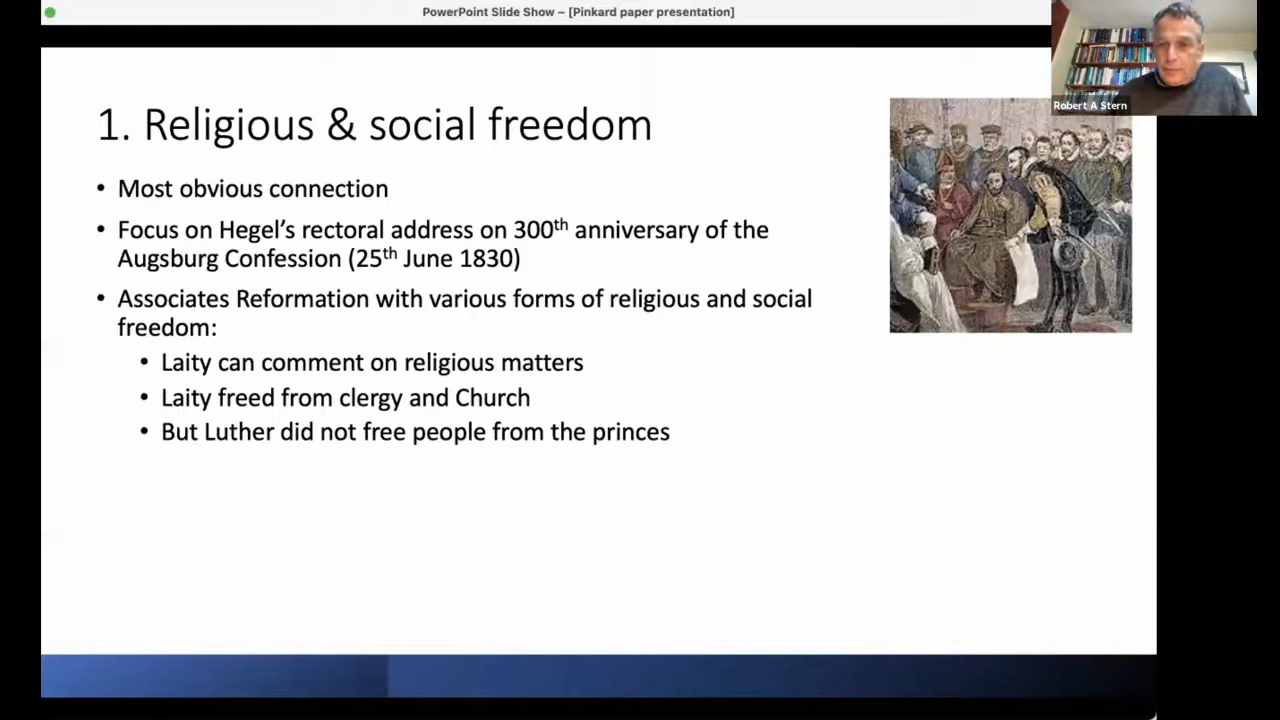 PowerPoint Slide Show – [Pinkard paper presentation]
Robert A Stern
1. Religious & social freedom
• Most obvious connection
• Focus on Hegel’s rectoral address on 300th anniversary of the
Augsburg Confession (25th June 1830)
• Associates Reformation with various forms of religious and social
freedom:
• Laity can comment on religious matters
• Laity freed from clergy and Church
• But Luther did not free people from the princes